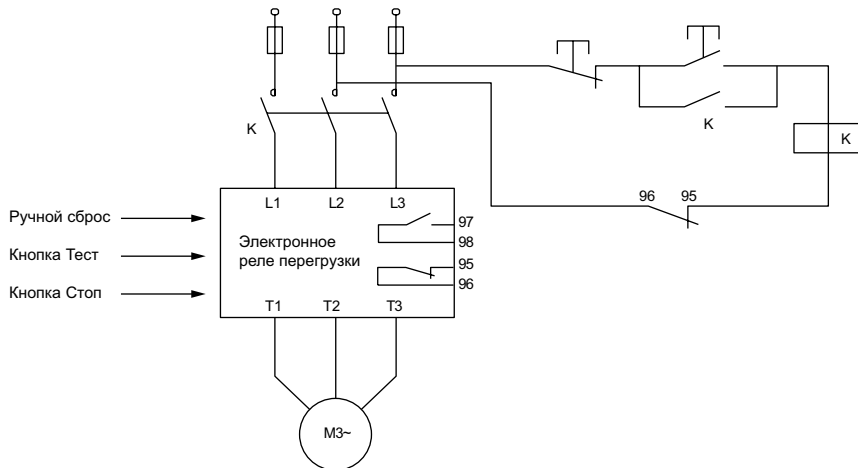 K
K
K
96
95
L1
L2
L3
Ручной сброс
97
98
Электронное
реле перегрузки
Кнопка Тест
95
96
Кнопка Стоп
T1
T2
T3
M3~